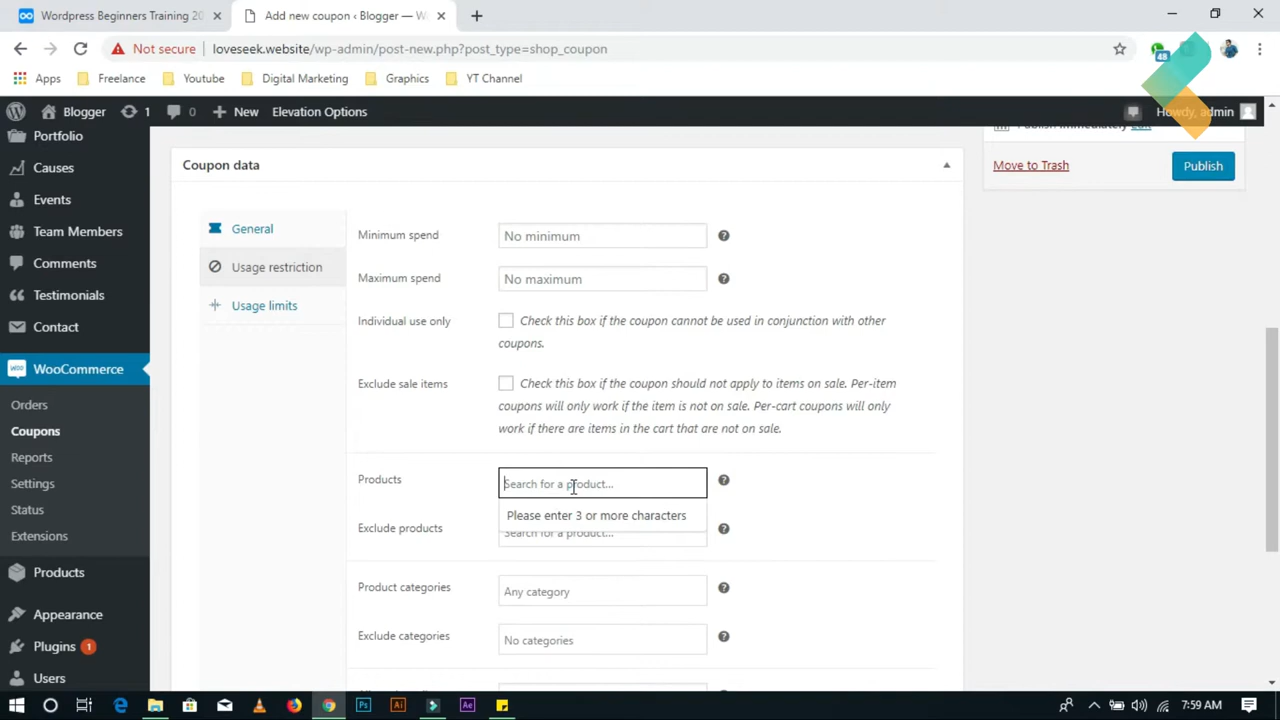 Wordpress Beginners Training 20
Add new coupon ‹ Blogger — W
Not secure
loveseek.website/wp-admin/post-new.php?post_type=shop_coupon
48
Apps
Freelance
Youtube
Digital Marketing
Graphics
YT Channel
Blogger
1
0
New
Elevation Options
Howdy, admin
Portfolio
Causes
Events
Team Members
Comments
Testimonials
Contact
WooCommerce
Orders
Coupons
Reports
Settings
Status
Extensions
Products
Appearance
Plugins 1
Users
Publish immediately Edit
Move to Trash
Publish
Coupon data
General
Usage restriction
Usage limits
Minimum spend
No minimum
Maximum spend
No maximum
Individual use only
Check this box if the coupon cannot be used in conjunction with other
coupons.
Exclude sale items
Check this box if the coupon should not apply to items on sale. Per-item
coupons will only work if the item is not on sale. Per-cart coupons will only
work if there are items in the cart that are not on sale.
Products
Search for a product...
Please enter 3 or more characters
Exclude products
Search for a product...
Product categories
Any category
Exclude categories
No categories
Ps
Ai
Ae
7:59 AM